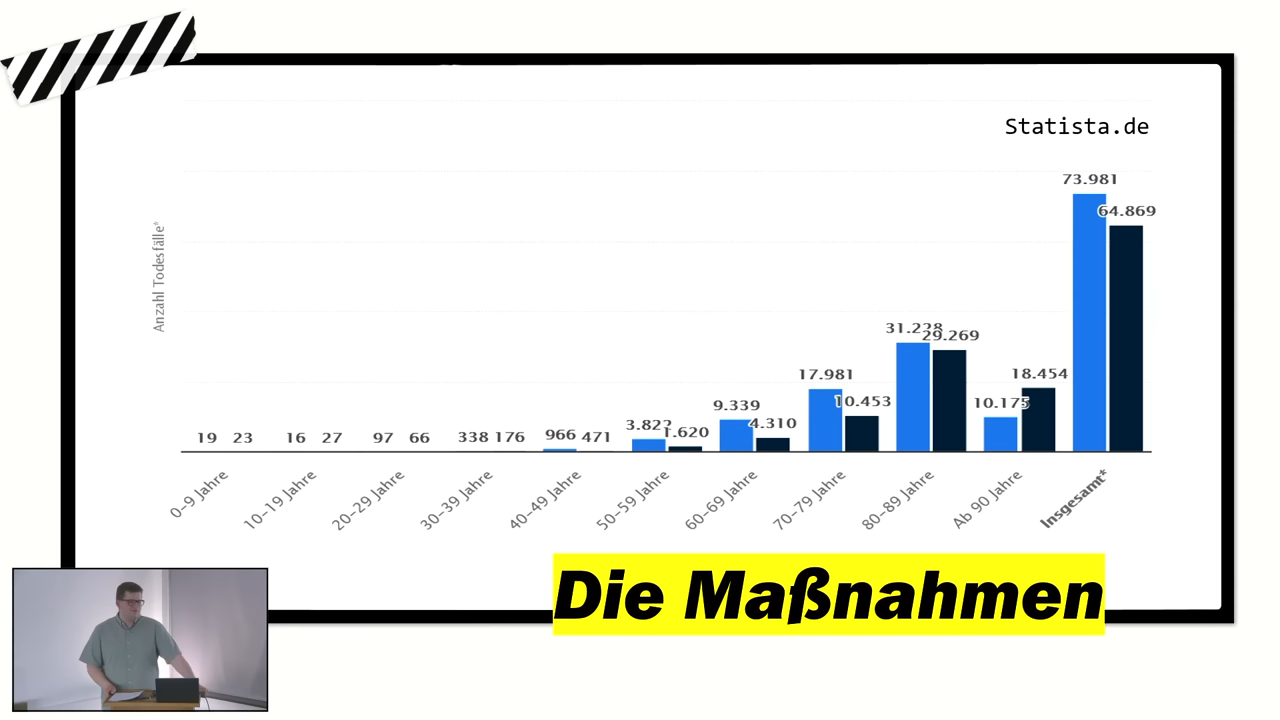 Statista.de
Anzahl Todesfälle*
73.981
64.869
31.228
29.269
17.981
18.454
10.453
10.175
9.339
4.310
3.822
1.620
19 23 16 27 97 66 338 176 966 471
0-9 Jahre
10-19 Jahre
20-29 Jahre
30-39 Jahre
40-49 Jahre
50-59 Jahre
60-69 Jahre
70-79 Jahre
80-89 Jahre
Ab 90 Jahre
Insgesamt*
Die Maßnahmen